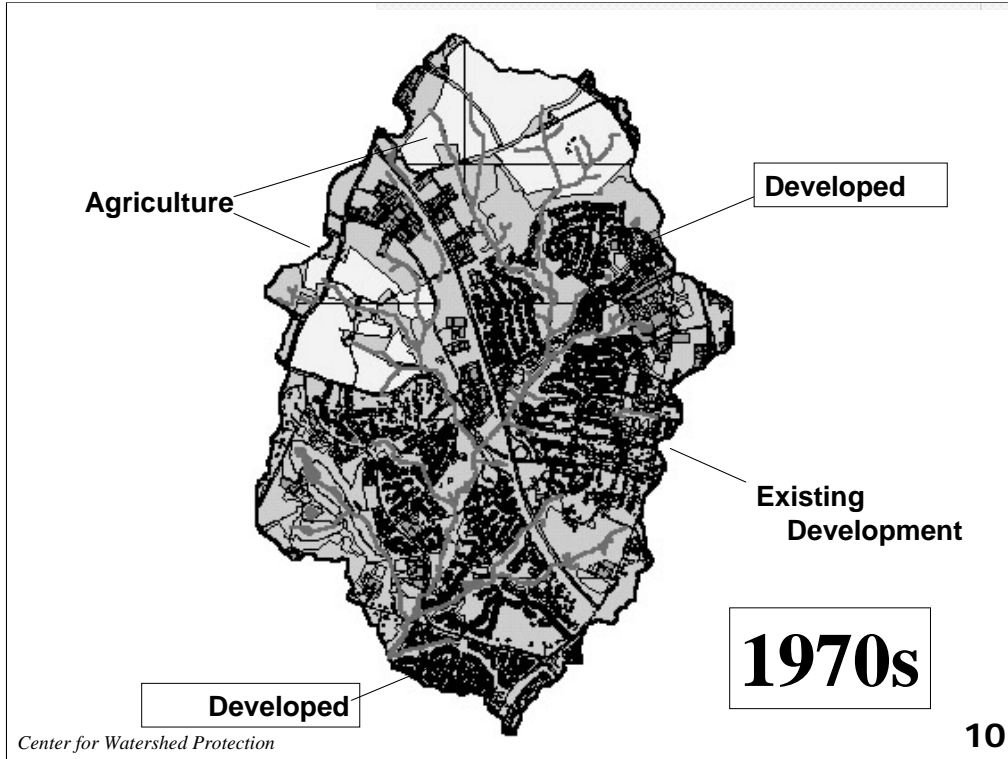 Agriculture
Developed
Existing
Development
1970s
Developed
Center for Watershed Protection
10